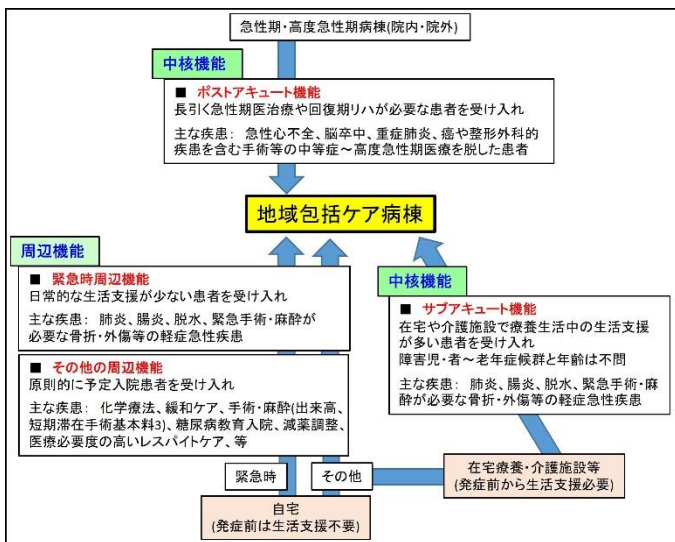 急性期・高度急性期病棟(院内・院外)
中核機能
■ ポストアキュート機能
長引く急性期医治療や回復期リハが必要な患者を受け入れ
主な疾患： 急性心不全、脳卒中、重症肺炎、癌や整形外科的
疾患を含む手術等の中等症～高度急性期医療を脱した患者
地域包括ケア病棟
周辺機能
■ 緊急時周辺機能
日常的な生活支援が少ない患者を受け入れ
主な疾患： 肺炎、腸炎、脱水、緊急手術・麻酔が
必要な骨折・外傷等の軽症急性疾患
■ その他の周辺機能
原則的に予定入院患者を受け入れ
主な疾患： 化学療法、緩和ケア、手術・麻酔(出来高、
短期滞在手術基本料3)、糖尿病教育入院、減薬調整、
医療必要度の高いレスパイトケア、等
中核機能
■ サブアキュート機能
在宅や介護施設で療養生活中の生活支援
が多い患者を受け入れ
障害児・者～老年症候群と年齢は不問
主な疾患： 肺炎、腸炎、脱水、緊急手術・麻
酔が必要な骨折・外傷等の軽症急性疾患
緊急時
その他
自宅
(発症前は生活支援不要)
在宅療養・介護施設等
(発症前から生活支援必要)